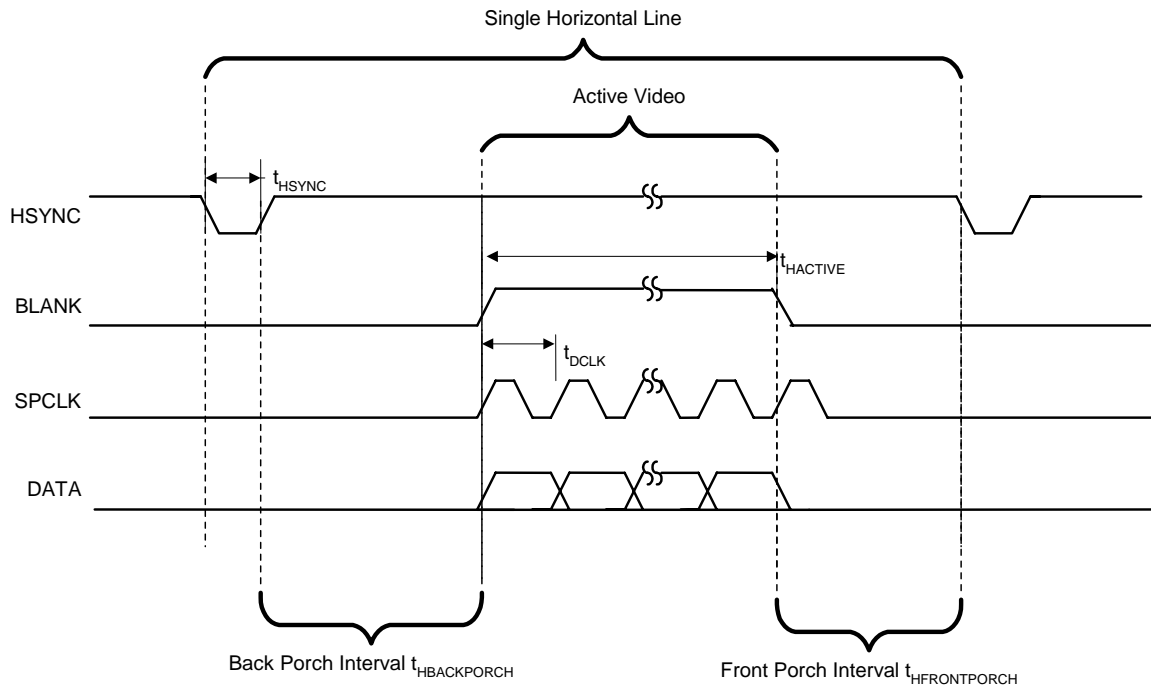 Single Horizontal Line
Active Video
tHSYNC
HSYNC
tHACTIVE
BLANK
tDCLK
SPCLK
DATA
Back Porch Interval tHBACKPORCH
Front Porch Interval tHFRONTPORCH